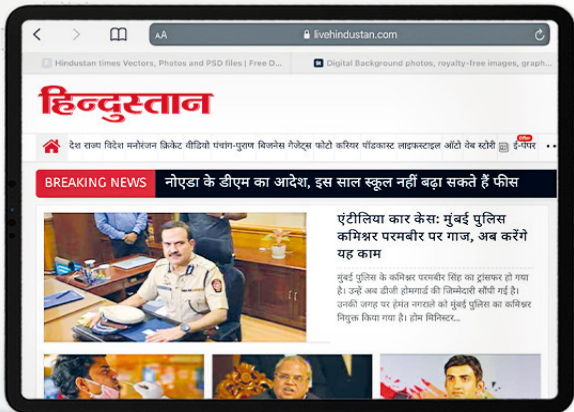 AA
livehindustan.com
Hindustan times Vectors, Photos and PSD files | Free D...
Digital Background photos, royalty-free images, graph...
हिन्दुस्तान
Offer
देश राज्य विदेश मनोरंजन क्रिकेट वीडियो पंचांग-पुराण बिजनेस गैजेट्स फोटो करियर पॉडकास्ट लाइफस्टाइल ऑटो वेब स्टोरी ई-पेपर
BREAKING NEWS नोएडा के डीएम का आदेश, इस साल स्कूल नहीं बढ़ा सकते हैं फीस
एंटीलिया कार केस: मुंबई पुलिस
कमिश्नर परमबीर पर गाज, अब करेंगे
यह काम
मुंबई पुलिस के कमिश्नर परमबीर सिंह का ट्रांसफर हो गया
है। उन्हें अब डीजी होमगार्ड की जिम्मेदारी सौंपी गई है।
उनकी जगह पर हेमंत नगराले को मुंबई पुलिस का कमिश्नर
नियुक्त किया गया है। होम मिनिस्टर...